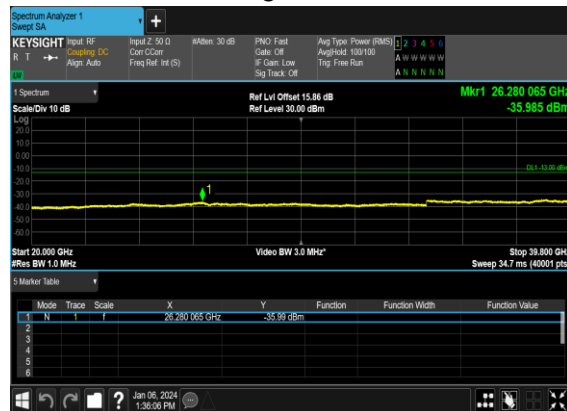 Spectrum Analyzer 1
Swept SA
+
KEYSIGHT Input: RF Input Z: 50 Ω #Atten: 30 dB PNO: Fast Avg Type: Power (RMS) 1 2 3 4 5 6
R T Coupling: DC Corr CCorr Gate: Off Avg|Hold: 100/100 A W W W W W
Align: Auto Freq Ref: Int (S) IF Gain: Low Trig: Free Run
Sig Track: Off A N N N N N
1 Spectrum Ref Lvl Offset 15.86 dB Mkr1 26.280 065 GHz
Scale/Div 10 dB Ref Level 30.00 dBm -35.985 dBm
Log
20.0
10.0
0.00
-10.0 DL1 -13.00 dBm
-20.0
-30.0 1
-40.0
-50.0
-60.0
Start 20.000 GHz Video BW 3.0 MHz* Stop 39.800 GHz
#Res BW 1.0 MHz Sweep 34.7 ms (40001 pts
5 Marker Table
Mode Trace Scale X Y Function Function Width Function Value
1 N 1 f 26.280 065 GHz -35.99 dBm
2
3
4
5
6
? Jan 06, 2024
1:36:06 PM